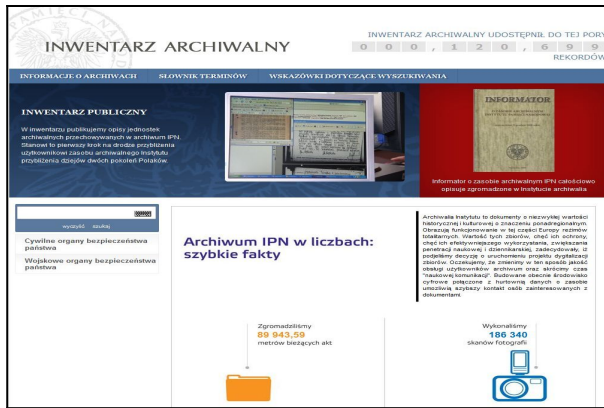 INWENTARZ ARCHIWALNY
INWENTARZ ARCHIWALNY UDOSTĘPNIŁ DO TEJ PORY
0 0 0 , 1 2 0 , 6 9 9
REKORDÓW
INFORMACJE O ARCHIWACH SŁOWNIK TERMINÓW WSKAZÓWKI DOTYCZĄCE WYSZUKIWANIA
INWENTARZ PUBLICZNY
W inwentarzu publikujemy opisy jednostek
archiwalnych przechowywanych w archiwum IPN.
Stanowi to pierwszy krok na drodze przybliżenia
użytkownikowi zasobu archiwalnego Instytutu
przybliżenia dziejów dwóch pokoleń Polaków.
INFORMATOR
Informator o zasobie archiwalnym IPN całościowo
opisuje zgromadzone w Instytucie archiwalia
wyczyść szukaj
Cywilne organy bezpieczeństwa
państwa
Wojskowe organy bezpieczeństwa
państwa
Archiwum IPN w liczbach:
szybkie fakty
Archiwalia Instytutu to dokumenty o niezwykłej wartości
historycznej i kulturowej o znaczeniu ponadregionalnym.
Obrazują funkcjonowanie w tej części Europy reżimów
totalitarnych. Wartość tych zbiorów, chęć ich ochrony,
chęć ich efektywniejszego wykorzystania, zwiększania
penetracji naukowej i dziennikarskiej, zadecydowały, iż
podjęliśmy decyzję o uruchomieniu projektu dygitalizacji
zbiorów. Oczekujemy, że zmienimy w ten sposób jakość
obsługi użytkowników archiwum oraz skrócimy czas
"naukowej komunikacji". Budowane obecnie środowisko
cyfrowe połączone z hurtownią danych o zasobie
umożliwią szybszy kontakt osób zainteresowanych z
dokumentami.
Zgromadziliśmy
89 943,59
metrów bieżących akt
Wykonaliśmy
186 340
skanów fotografii